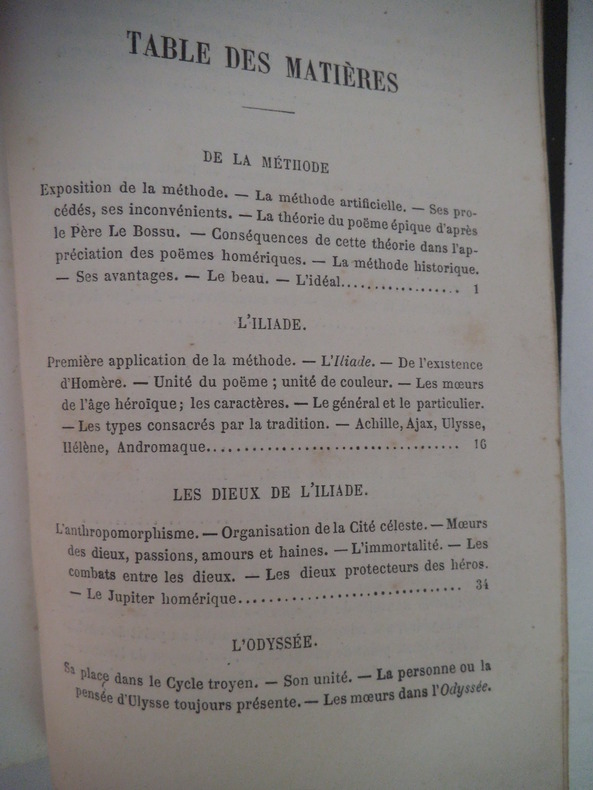 TABLE DES MATIÈRES
DE LA MÉTHODE
Exposition de la méthode. — La méthode artificielle. — Ses pro-
cédés, ses inconvénients. — La théorie du poëme épique d'après
le Père Le Bossu. — Conséquences de cette théorie dans l'ap-
préciation des poëmes homériques. — La méthode historique.
— Ses avantages. — Le beau. — L'idéal................. 1
L'ILIADE.
Première application de la méthode. — L'Iliade. — De l'existence
d'Homère. — Unité du poëme ; unité de couleur. — Les mœurs
de l'âge héroïque ; les caractères. — Le général et le particulier.
— Les types consacrés par la tradition. — Achille, Ajax, Ulysse,
Hélène, Andromaque.................................. 16
LES DIEUX DE L'ILIADE.
L'anthropomorphisme. — Organisation de la Cité céleste. — Mœurs
des dieux, passions, amours et haines. — L'immortalité. — Les
combats entre les dieux. — Les dieux protecteurs des héros.
— Le Jupiter homérique.............................. 34
L'ODYSSÉE.
Sa place dans le Cycle troyen. — Son unité. — La personne ou la
pensée d'Ulysse toujours présente. — Les mœurs dans l'Odyssée.